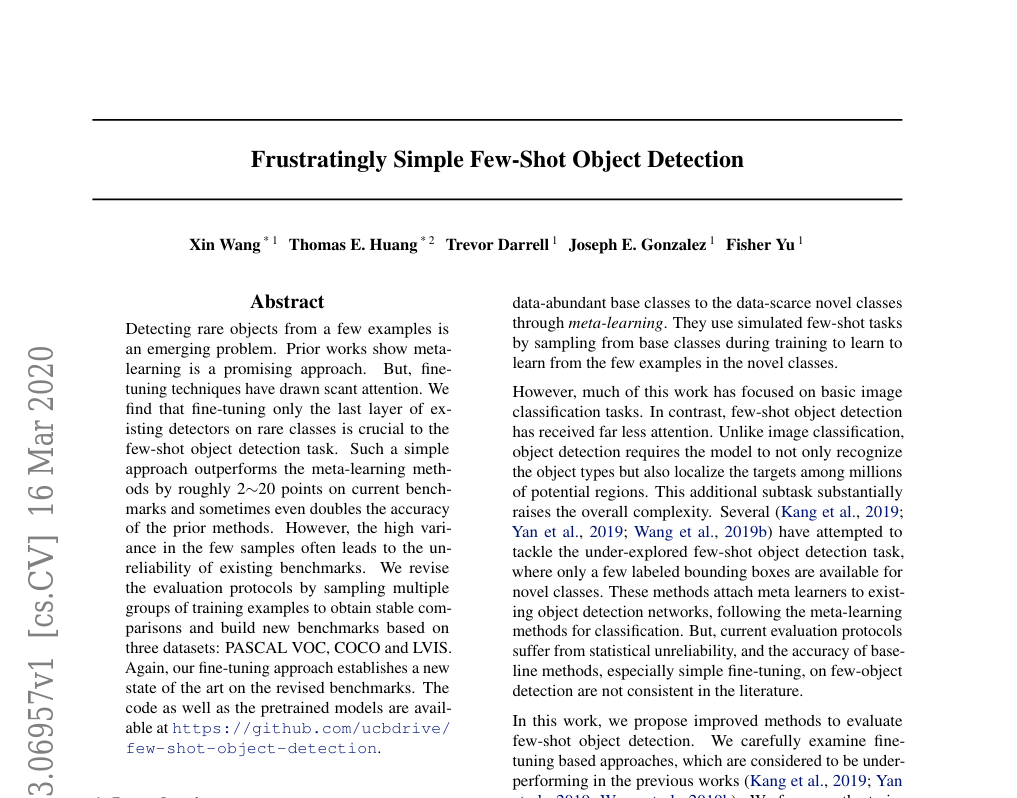 Frustratingly Simple Few-Shot Object Detection
Xin Wang * 1 Thomas E. Huang * 2 Trevor Darrell 1 Joseph E. Gonzalez 1 Fisher Yu 1
Abstract
Detecting rare objects from a few examples is
an emerging problem. Prior works show meta-
learning is a promising approach. But, fine-
tuning techniques have drawn scant attention. We
find that fine-tuning only the last layer of ex-
isting detectors on rare classes is crucial to the
few-shot object detection task. Such a simple
approach outperforms the meta-learning meth-
ods by roughly 2∼20 points on current bench-
marks and sometimes even doubles the accuracy
of the prior methods. However, the high vari-
ance in the few samples often leads to the un-
reliability of existing benchmarks. We revise
the evaluation protocols by sampling multiple
groups of training examples to obtain stable com-
parisons and build new benchmarks based on
three datasets: PASCAL VOC, COCO and LVIS.
Again, our fine-tuning approach establishes a new
state of the art on the revised benchmarks. The
code as well as the pretrained models are avail-
able at https://github.com/ucbdrive/
few-shot-object-detection.
data-abundant base classes to the data-scarce novel classes
through meta-learning. They use simulated few-shot tasks
by sampling from base classes during training to learn to
learn from the few examples in the novel classes.
However, much of this work has focused on basic image
classification tasks. In contrast, few-shot object detection
has received far less attention. Unlike image classification,
object detection requires the model to not only recognize
the object types but also localize the targets among millions
of potential regions. This additional subtask substantially
raises the overall complexity. Several (Kang et al., 2019;
Yan et al., 2019; Wang et al., 2019b) have attempted to
tackle the under-explored few-shot object detection task,
where only a few labeled bounding boxes are available for
novel classes. These methods attach meta learners to exist-
ing object detection networks, following the meta-learning
methods for classification. But, current evaluation protocols
suffer from statistical unreliability, and the accuracy of base-
line methods, especially simple fine-tuning, on few-object
detection are not consistent in the literature.
In this work, we propose improved methods to evaluate
few-shot object detection. We carefully examine fine-
tuning based approaches, which are considered to be under-
performing in the previous works (Kang et al., 2019; Yan
3.06957v1 [cs.CV] 16 Mar 2020